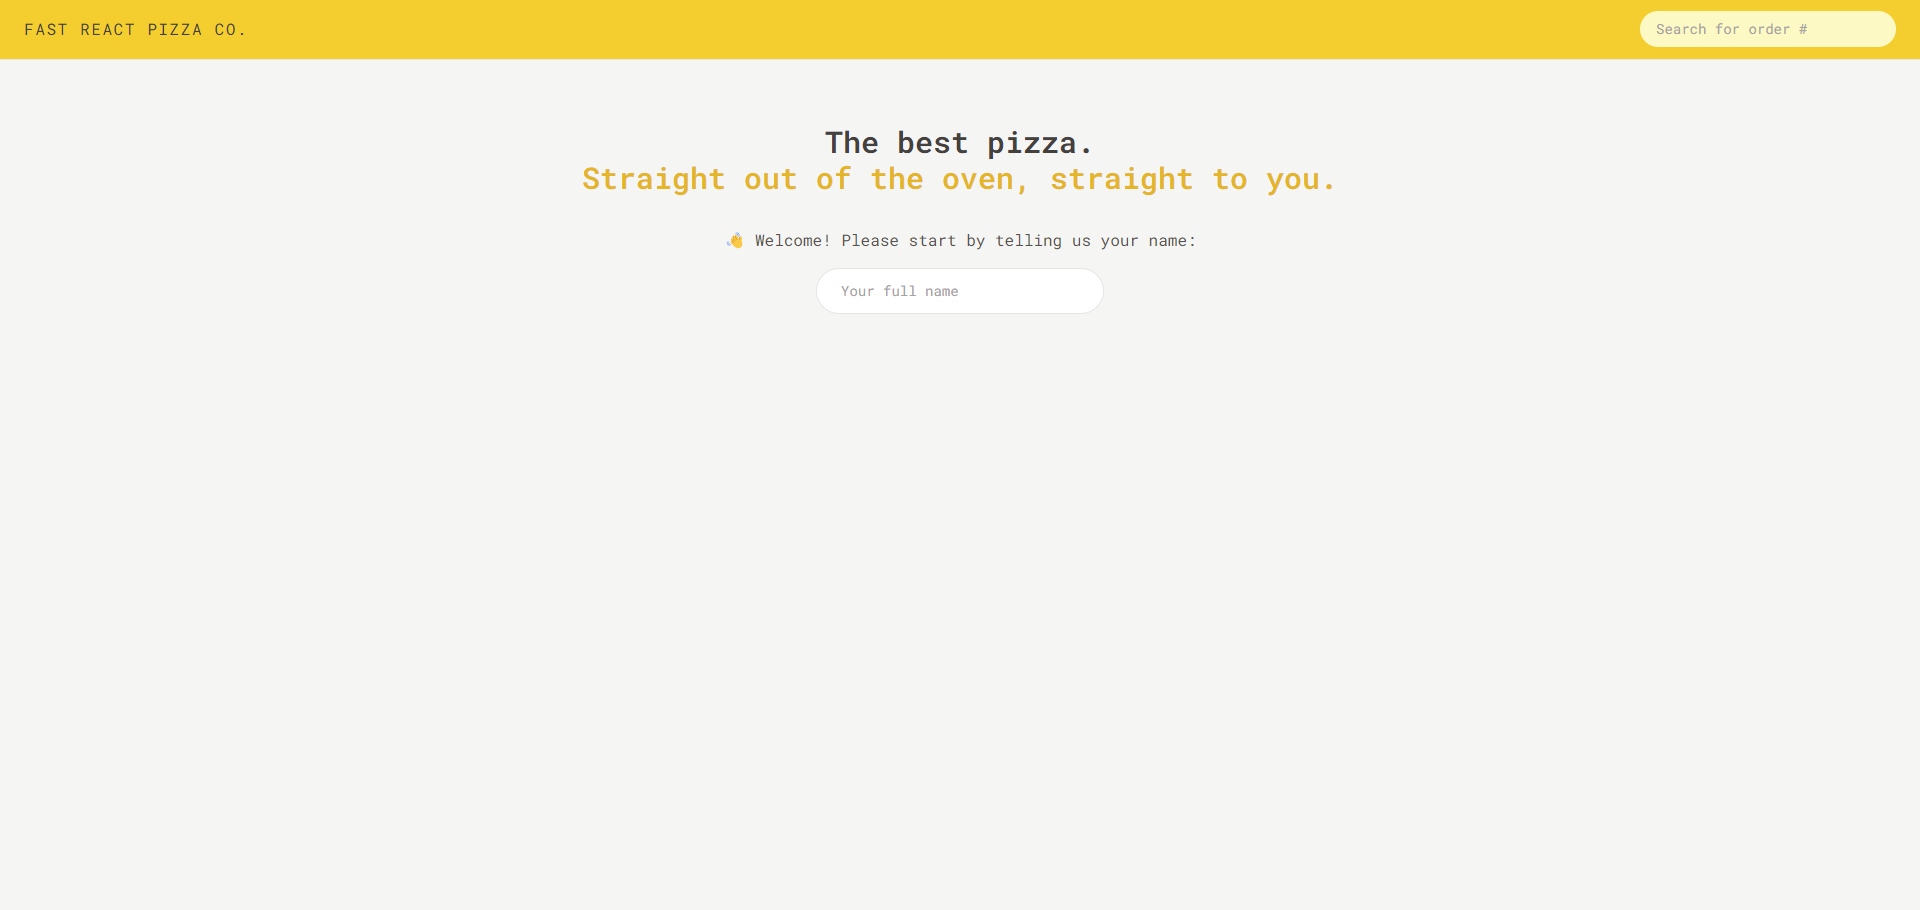 FAST REACT PIZZA CO.
Search for order #
The best pizza.
Straight out of the oven, straight to you.
👋 Welcome! Please start by telling us your name:
Your full name